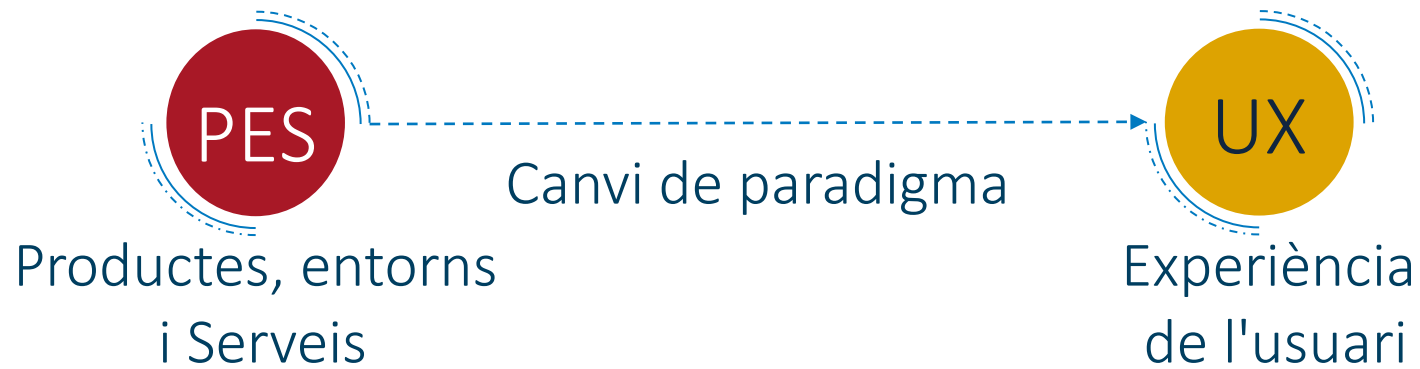 PES
UX
Canvi de paradigma
Productes, entorns
i Serveis
Experiència
de l'usuari